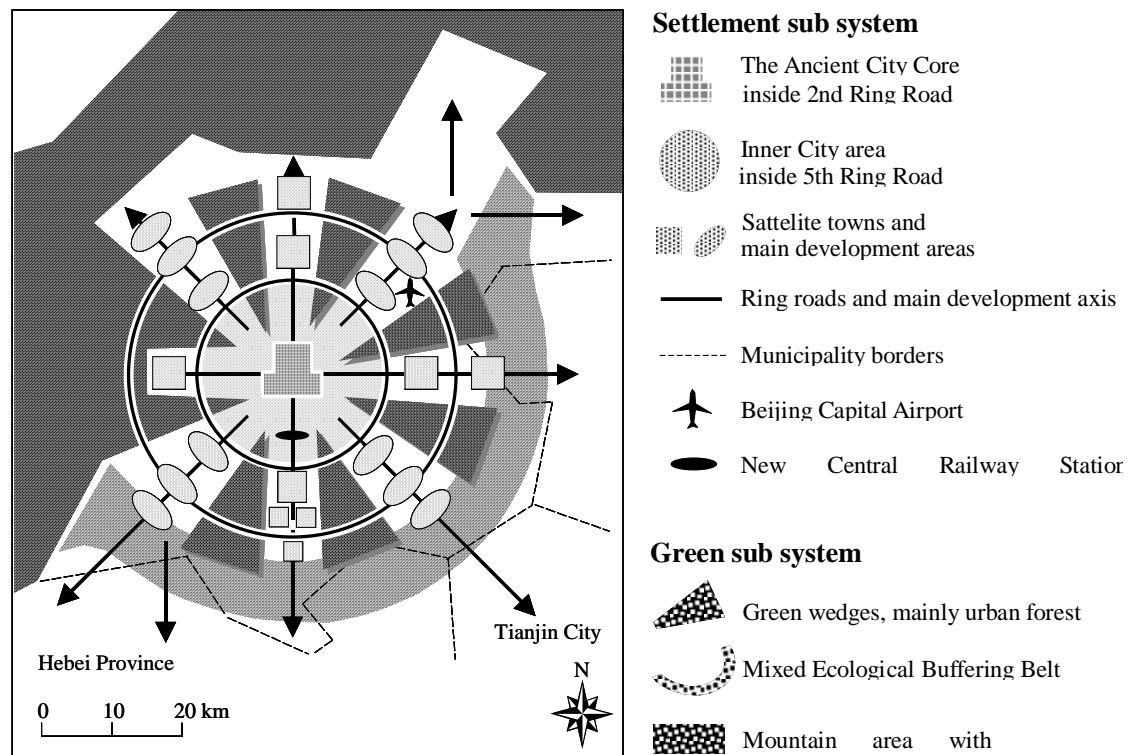 Settlement sub system
The Ancient City Core
inside 2nd Ring Road
Inner City area
inside 5th Ring Road
Sattelite towns and
main development areas
Ring roads and main development axis
Municipality borders
Beijing Capital Airport
New Central Railway Station
Green sub system
Green wedges, mainly urban forest
Mixed Ecological Buffering Belt
Mountain area with
Tianjin City
Hebei Province
N
0 10 20 km